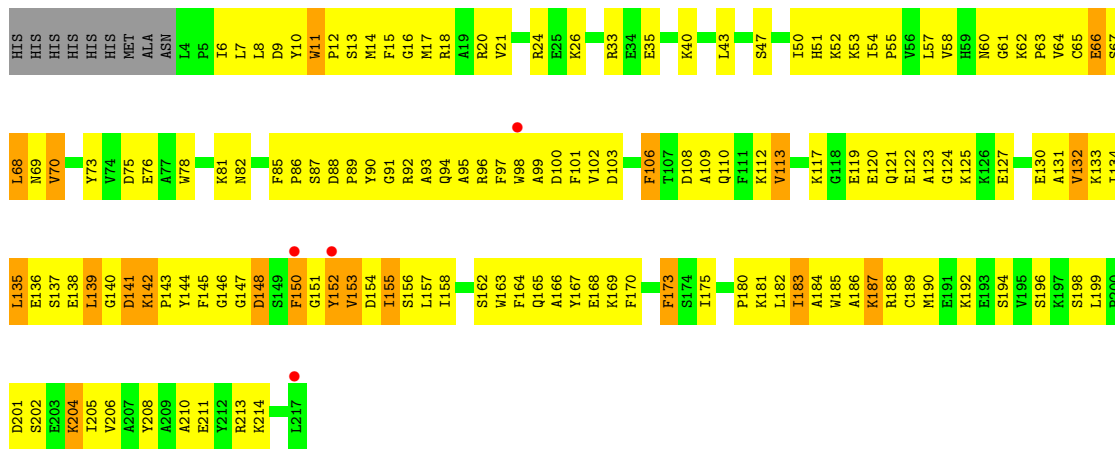 HIS HIS HIS HIS HIS HIS MET ALA ASN L4 P5 I6 L7 L8 D9 Y10 W11 P12 S13 M14 F15 G16 M17 R18 A19 R20 V21 R24 E25 K26 R33 E34 E35 K40 L43 S47 I50 H51 K52 K53 I54 P55 V56 L57 V58 H59 N60 G61 K62 P63 V64 C65 E66 S67
L68 N69 V70 Y73 V74 D75 E76 A77 W78 K81 N82 F85 P86 S87 D88 P89 Y90 G91 R92 A93 Q94 A95 R96 F97 W98 A99 D100 F101 V102 D103 F106 T107 D108 A109 Q110 F111 K112 V113 K117 G118 E119 E120 Q121 E122 A123 G124 K125 K126 E127 E130 A131 V132 K133 I134
L135 E136 S137 E138 L139 G140 D141 K142 P143 Y144 F145 G146 G147 D148 S149 F150 G151 Y152 V153 D154 I155 S156 L157 I158 S162 W163 F164 Q165 A166 Y167 E168 K169 F170 F173 S174 I175 P180 K181 L182 I183 A184 W185 A186 K187 R188 C189 M190 E191 K192 E193 S194 V195 S196 K197 S198 L199 P200
D201 S202 E203 K204 I205 V206 A207 Y208 A209 A210 E211 Y212 R213 K214 L217